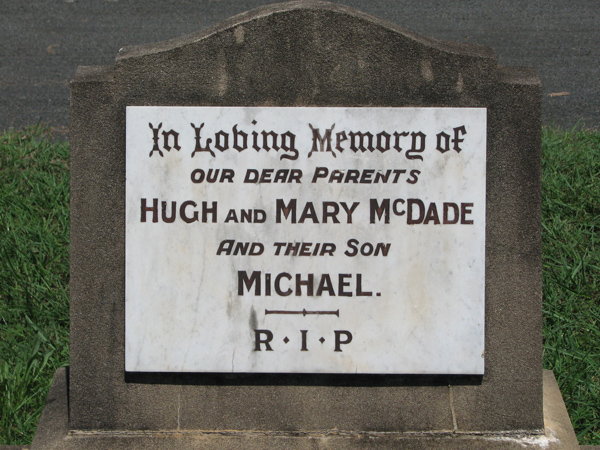 In Loving Memory of
OUR DEAR PARENTS
HUGH AND MARY McDADE
AND THEIR SON
MICHAEL.
R·I·P